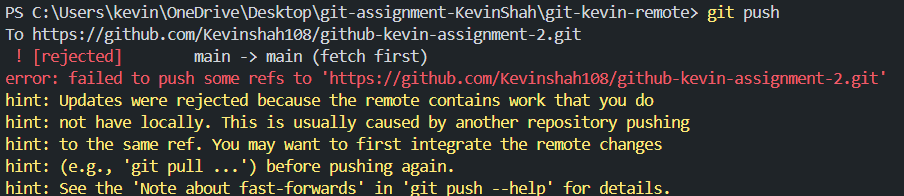 PS C:\Users\kevin\OneDrive\Desktop\git-assignment-KevinShah\git-kevin-remote> git push
To https://github.com/Kevinshah108/github-kevin-assignment-2.git
 ! [rejected]        main -> main (fetch first)
error: failed to push some refs to 'https://github.com/Kevinshah108/github-kevin-assignment-2.git'
hint: Updates were rejected because the remote contains work that you do
hint: not have locally. This is usually caused by another repository pushing
hint: to the same ref. You may want to first integrate the remote changes
hint: (e.g., 'git pull ...') before pushing again.
hint: See the 'Note about fast-forwards' in 'git push --help' for details.